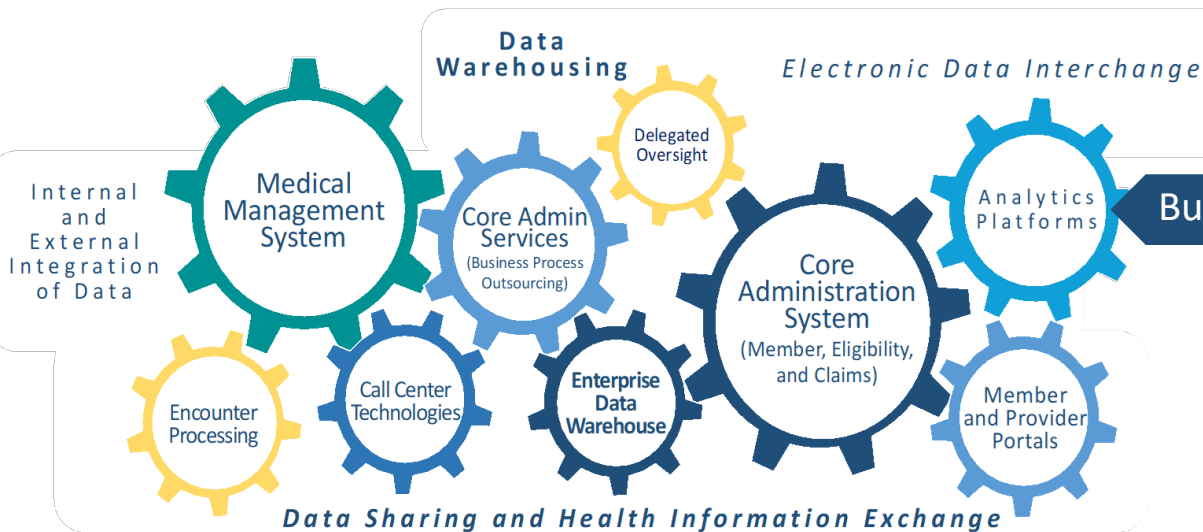 Data
Warehousing
Electronic Data Interchange
Delegated
Oversight
Medical
Management
System
Internal
and
External
Integration
of Data
Core Admin
Services
(Business Process
Outsourcing)
Analytics
Platforms
Bu
Core
Administration
System
(Member, Eligibility,
and Claims)
Encounter
Processing
Call Center
Technologies
Enterprise
Data
Warehouse
Member
and Provider
Portals
Data Sharing and Health Information Exchange